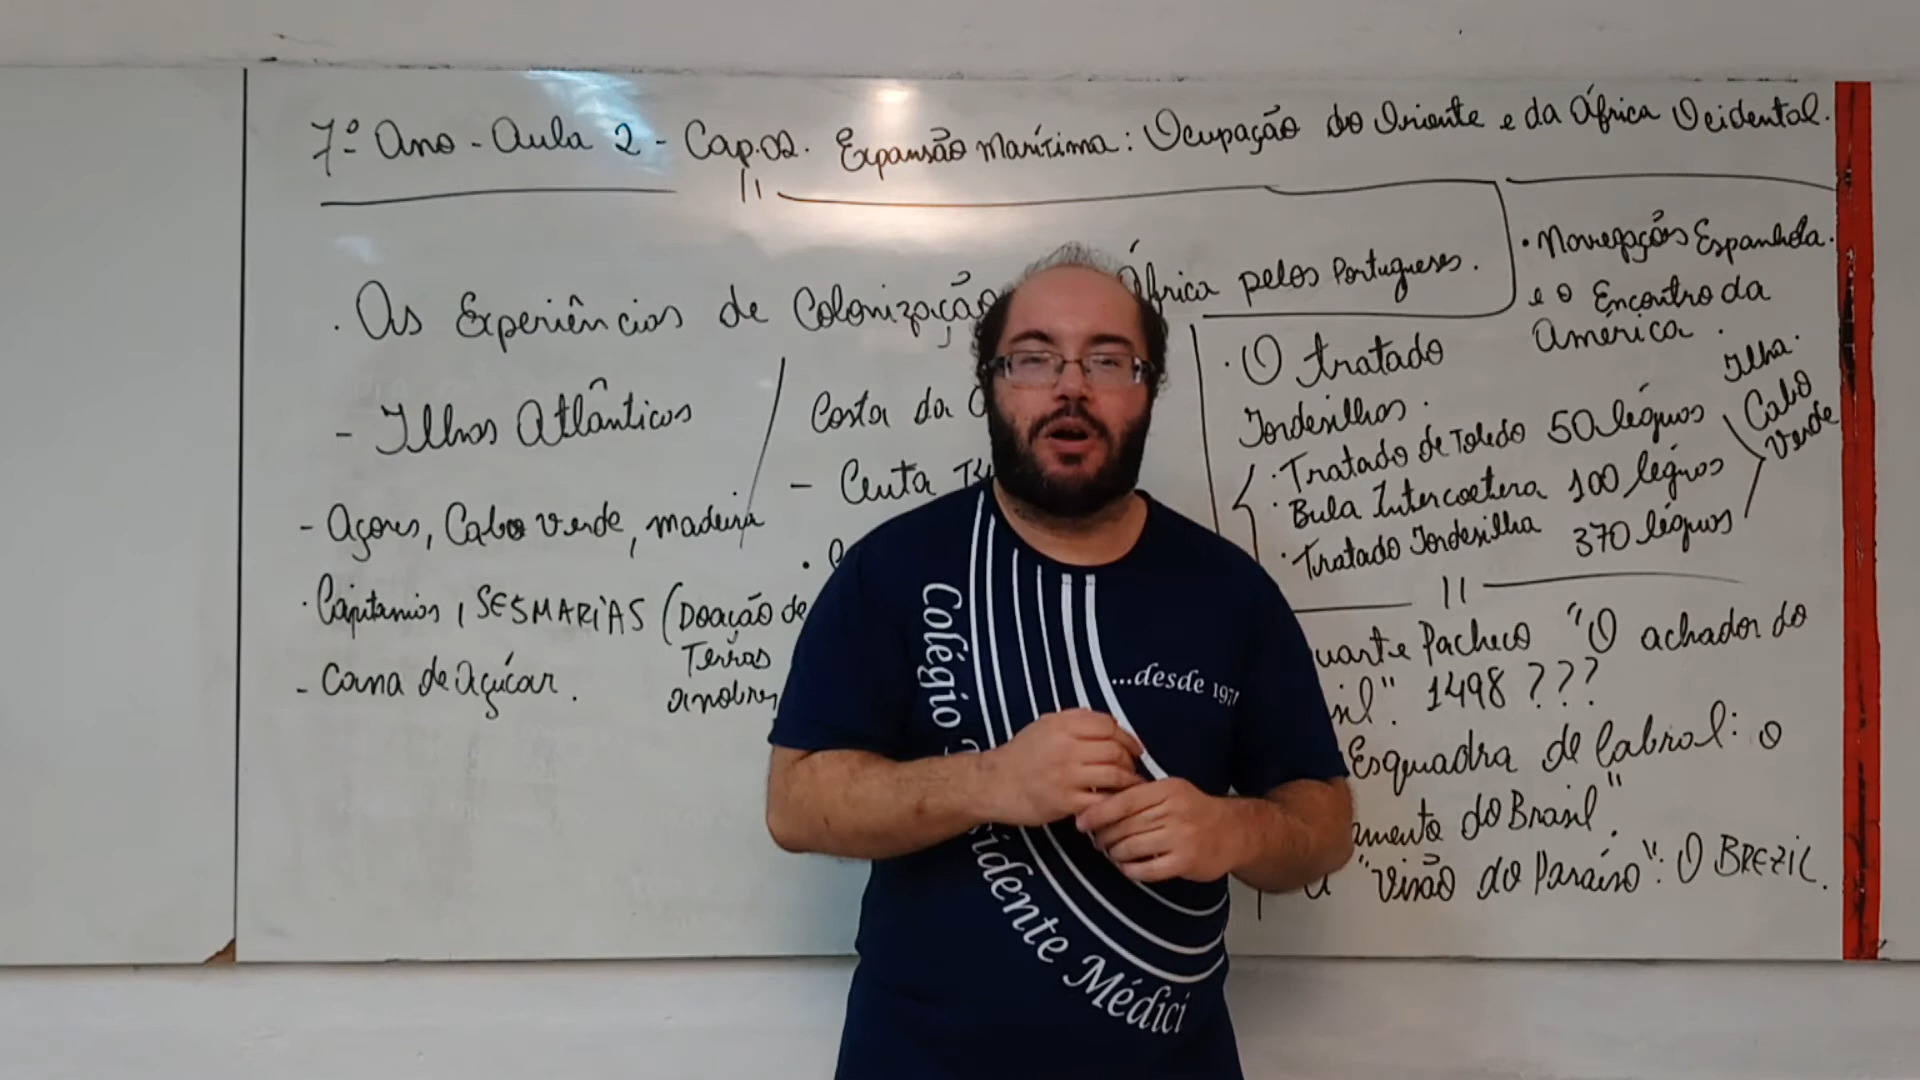 7º Ano - Aula 2 - Cap.02. Expansão Marítima: Ocupação do Oriente e da África Ocidental.
. As Experiências de Colonização África pelos Portugueses.
- Ilhas Atlânticas
- Açores, Cabo Verde, madeira
. Capitanias, SESMARIAS (Doação de
Terras
a nobres
- Cana de Açúcar.
Costa da
- Ceuta
. Navegações Espanhola.
e o Encontro da
América.
. O tratado
Tordesilhas.
. Tratado de Toledo 50 léguas
. Bula Intercoetera 100 léguas
. Tratado Tordesilha 370 léguas
Ilha.
Cabo
Verde
Pacheco "O achador do
". 1498 ???
Esquadra de Cabral: o
do Brasil".
"Visão do Paraíso": O BREZIL.
Colégio
Médici
...desde